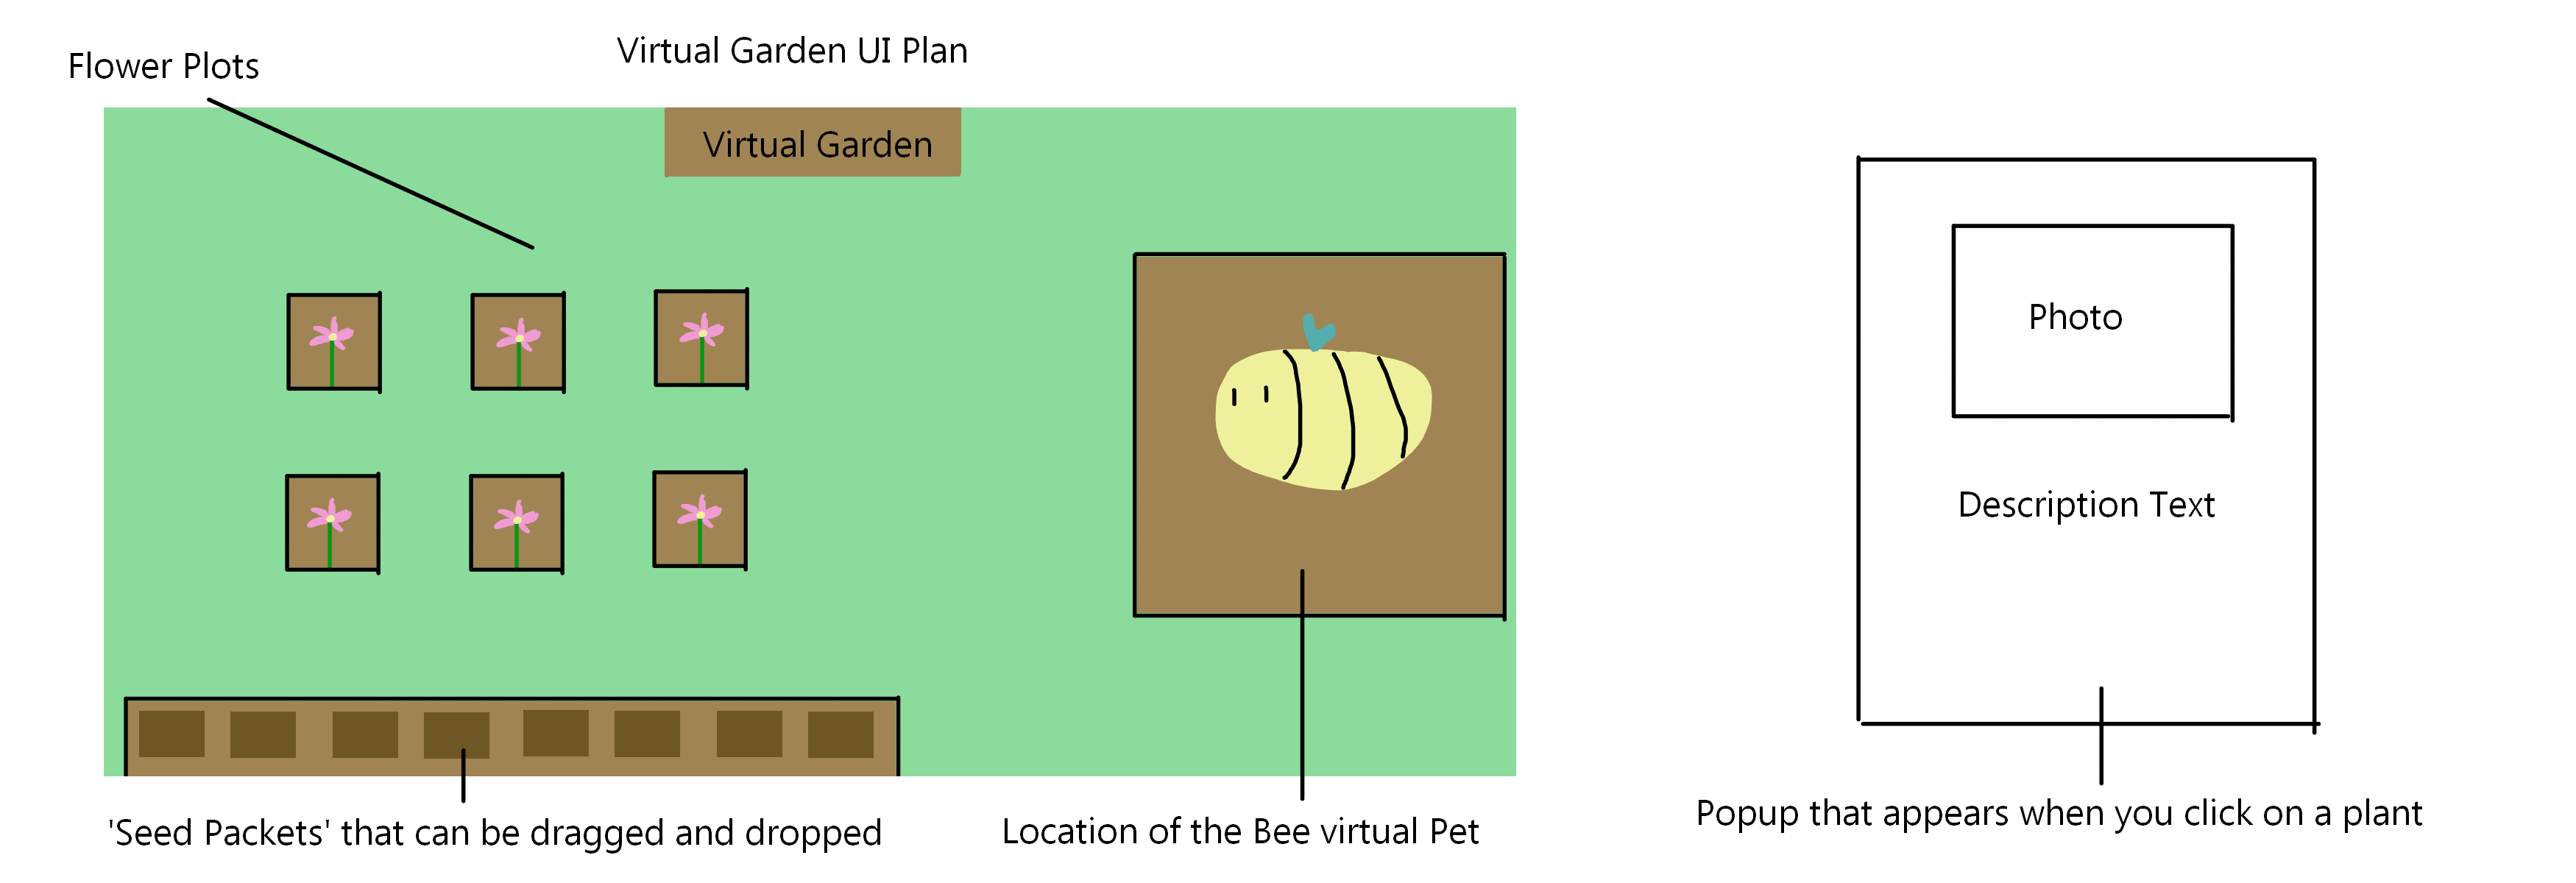 Virtual Garden UI Plan
Flower Plots
Virtual Garden
Photo
Description Text
'Seed Packets' that can be dragged and dropped
Location of the Bee virtual Pet
Popup that appears when you click on a plant